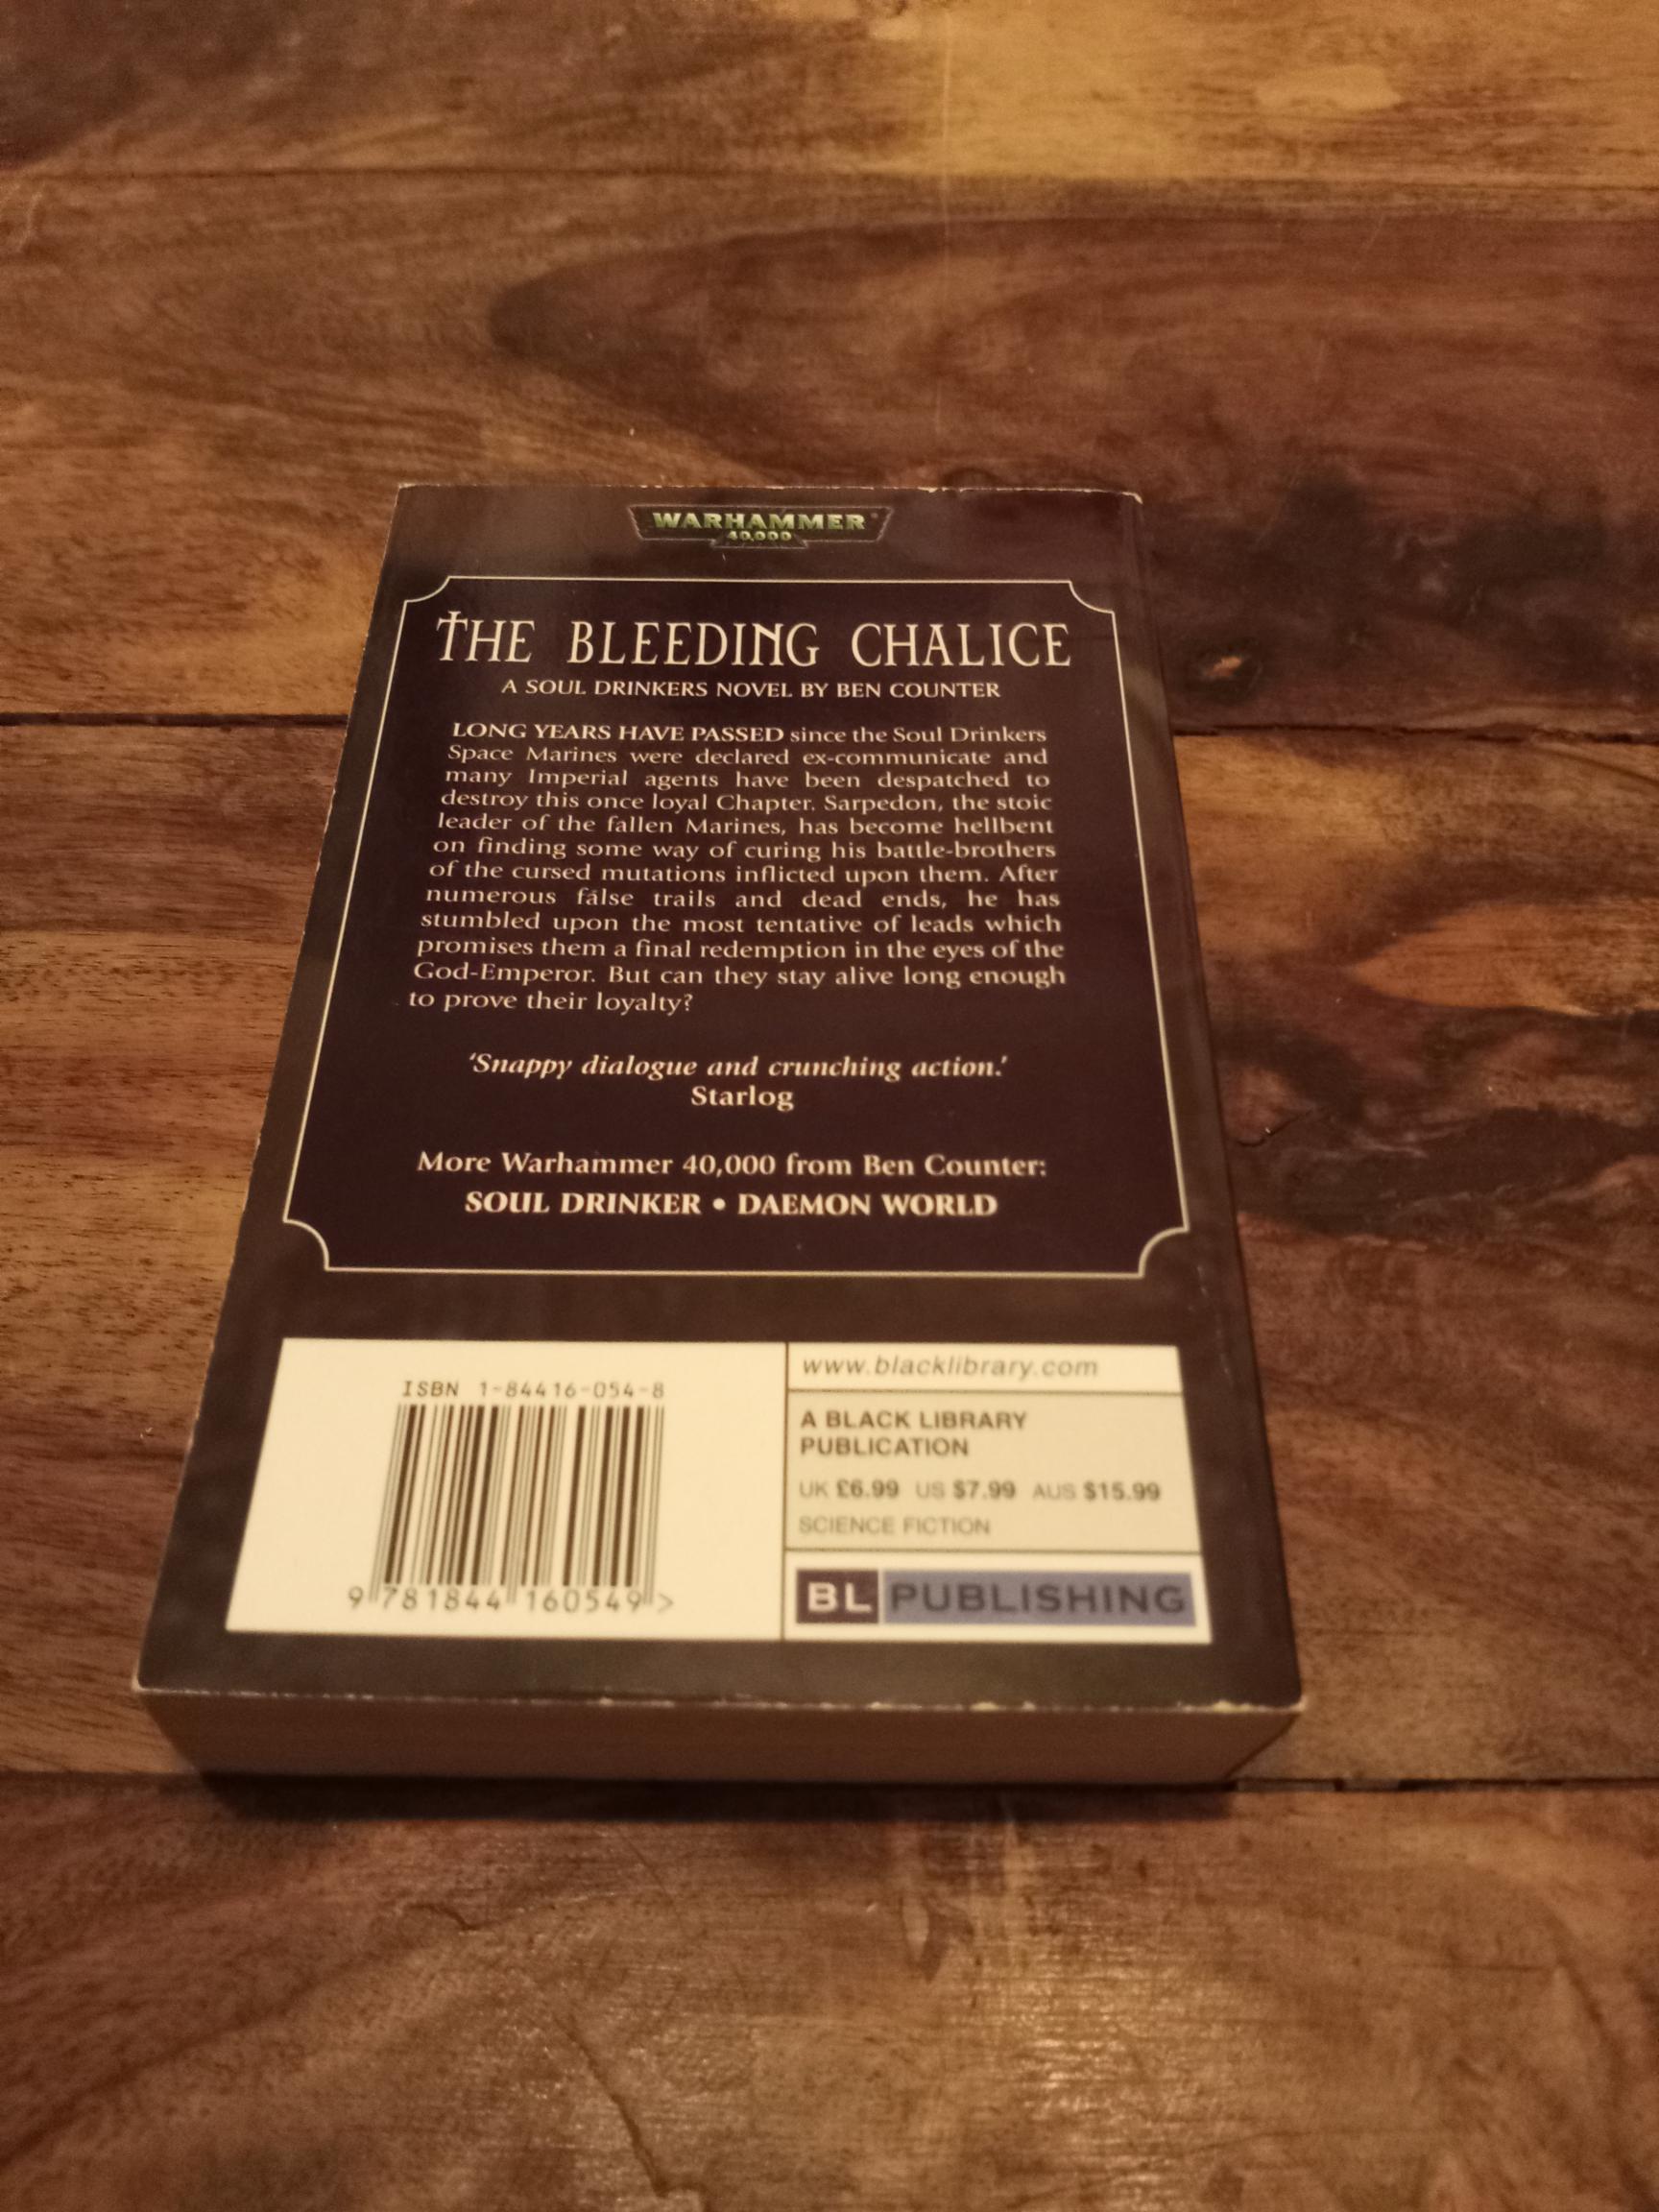 WARHAMMER
40,000
THE BLEEDING CHALICE
A SOUL DRINKERS NOVEL BY BEN COUNTER
LONG YEARS HAVE PASSED since the Soul Drinkers
Space Marines were declared ex-communicate and
many Imperial agents have been despatched to
destroy this once loyal Chapter. Sarpedon, the stoic
leader of the fallen Marines, has become hellbent
on finding some way of curing his battle-brothers
of the cursed mutations inflicted upon them. After
numerous false trails and dead ends, he has
stumbled upon the most tentative of leads which
promises them a final redemption in the eyes of the
God-Emperor. But can they stay alive long enough
to prove their loyalty?
'Snappy dialogue and crunching action.'
Starlog
More Warhammer 40,000 from Ben Counter:
SOUL DRINKER • DAEMON WORLD
ISBN 1-84416-054-8
9 781844 160549 >
www.blacklibrary.com
A BLACK LIBRARY
PUBLICATION
UK £6.99 US $7.99 AUS $15.99
SCIENCE FICTION
BL PUBLISHING